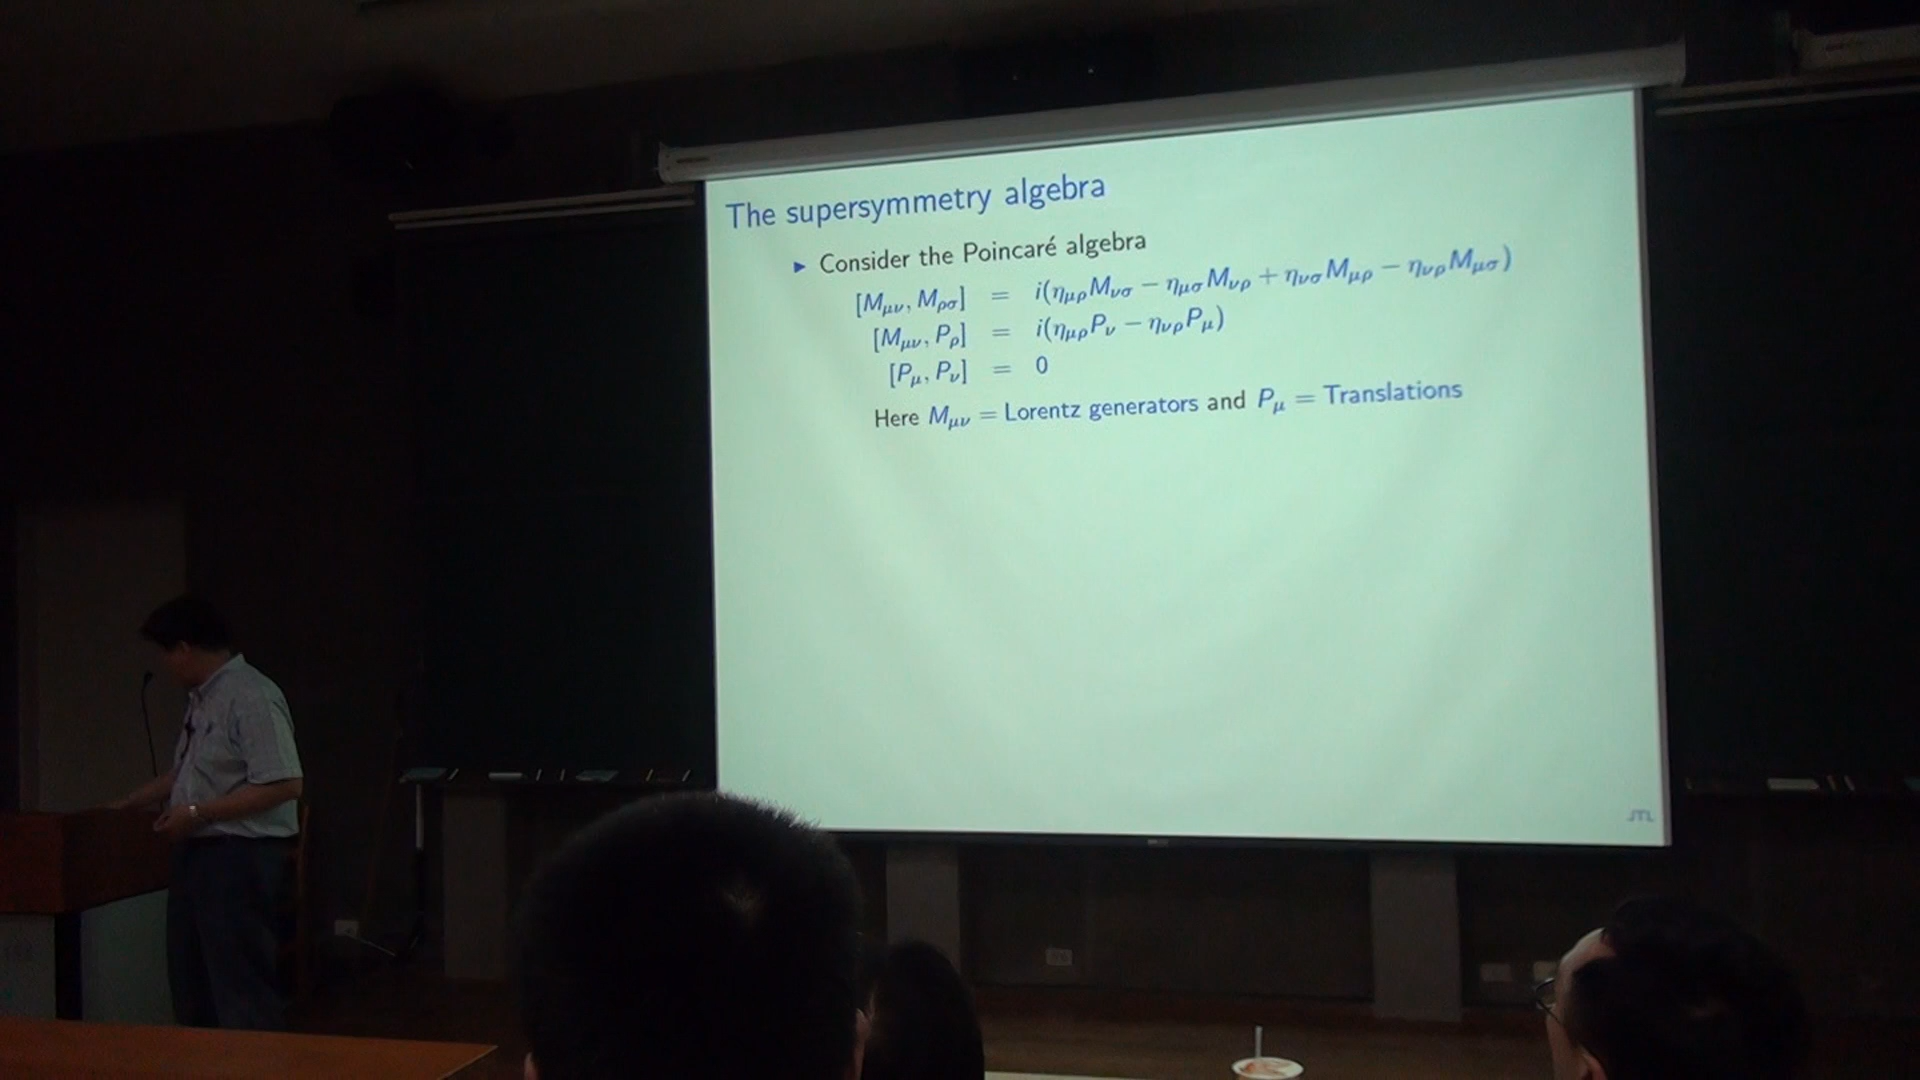 The supersymmetry algebra
▶ Consider the Poincaré algebra
[M_{μν}, M_{ρσ}] = i(η_{μρ}M_{νσ} − η_{μσ}M_{νρ} + η_{νσ}M_{μρ} − η_{νρ}M_{μσ})
[M_{μν}, P_ρ] = i(η_{μρ}P_ν − η_{νρ}P_μ)
[P_μ, P_ν] = 0
Here M_{μν} = Lorentz generators and P_μ = Translations
JTL